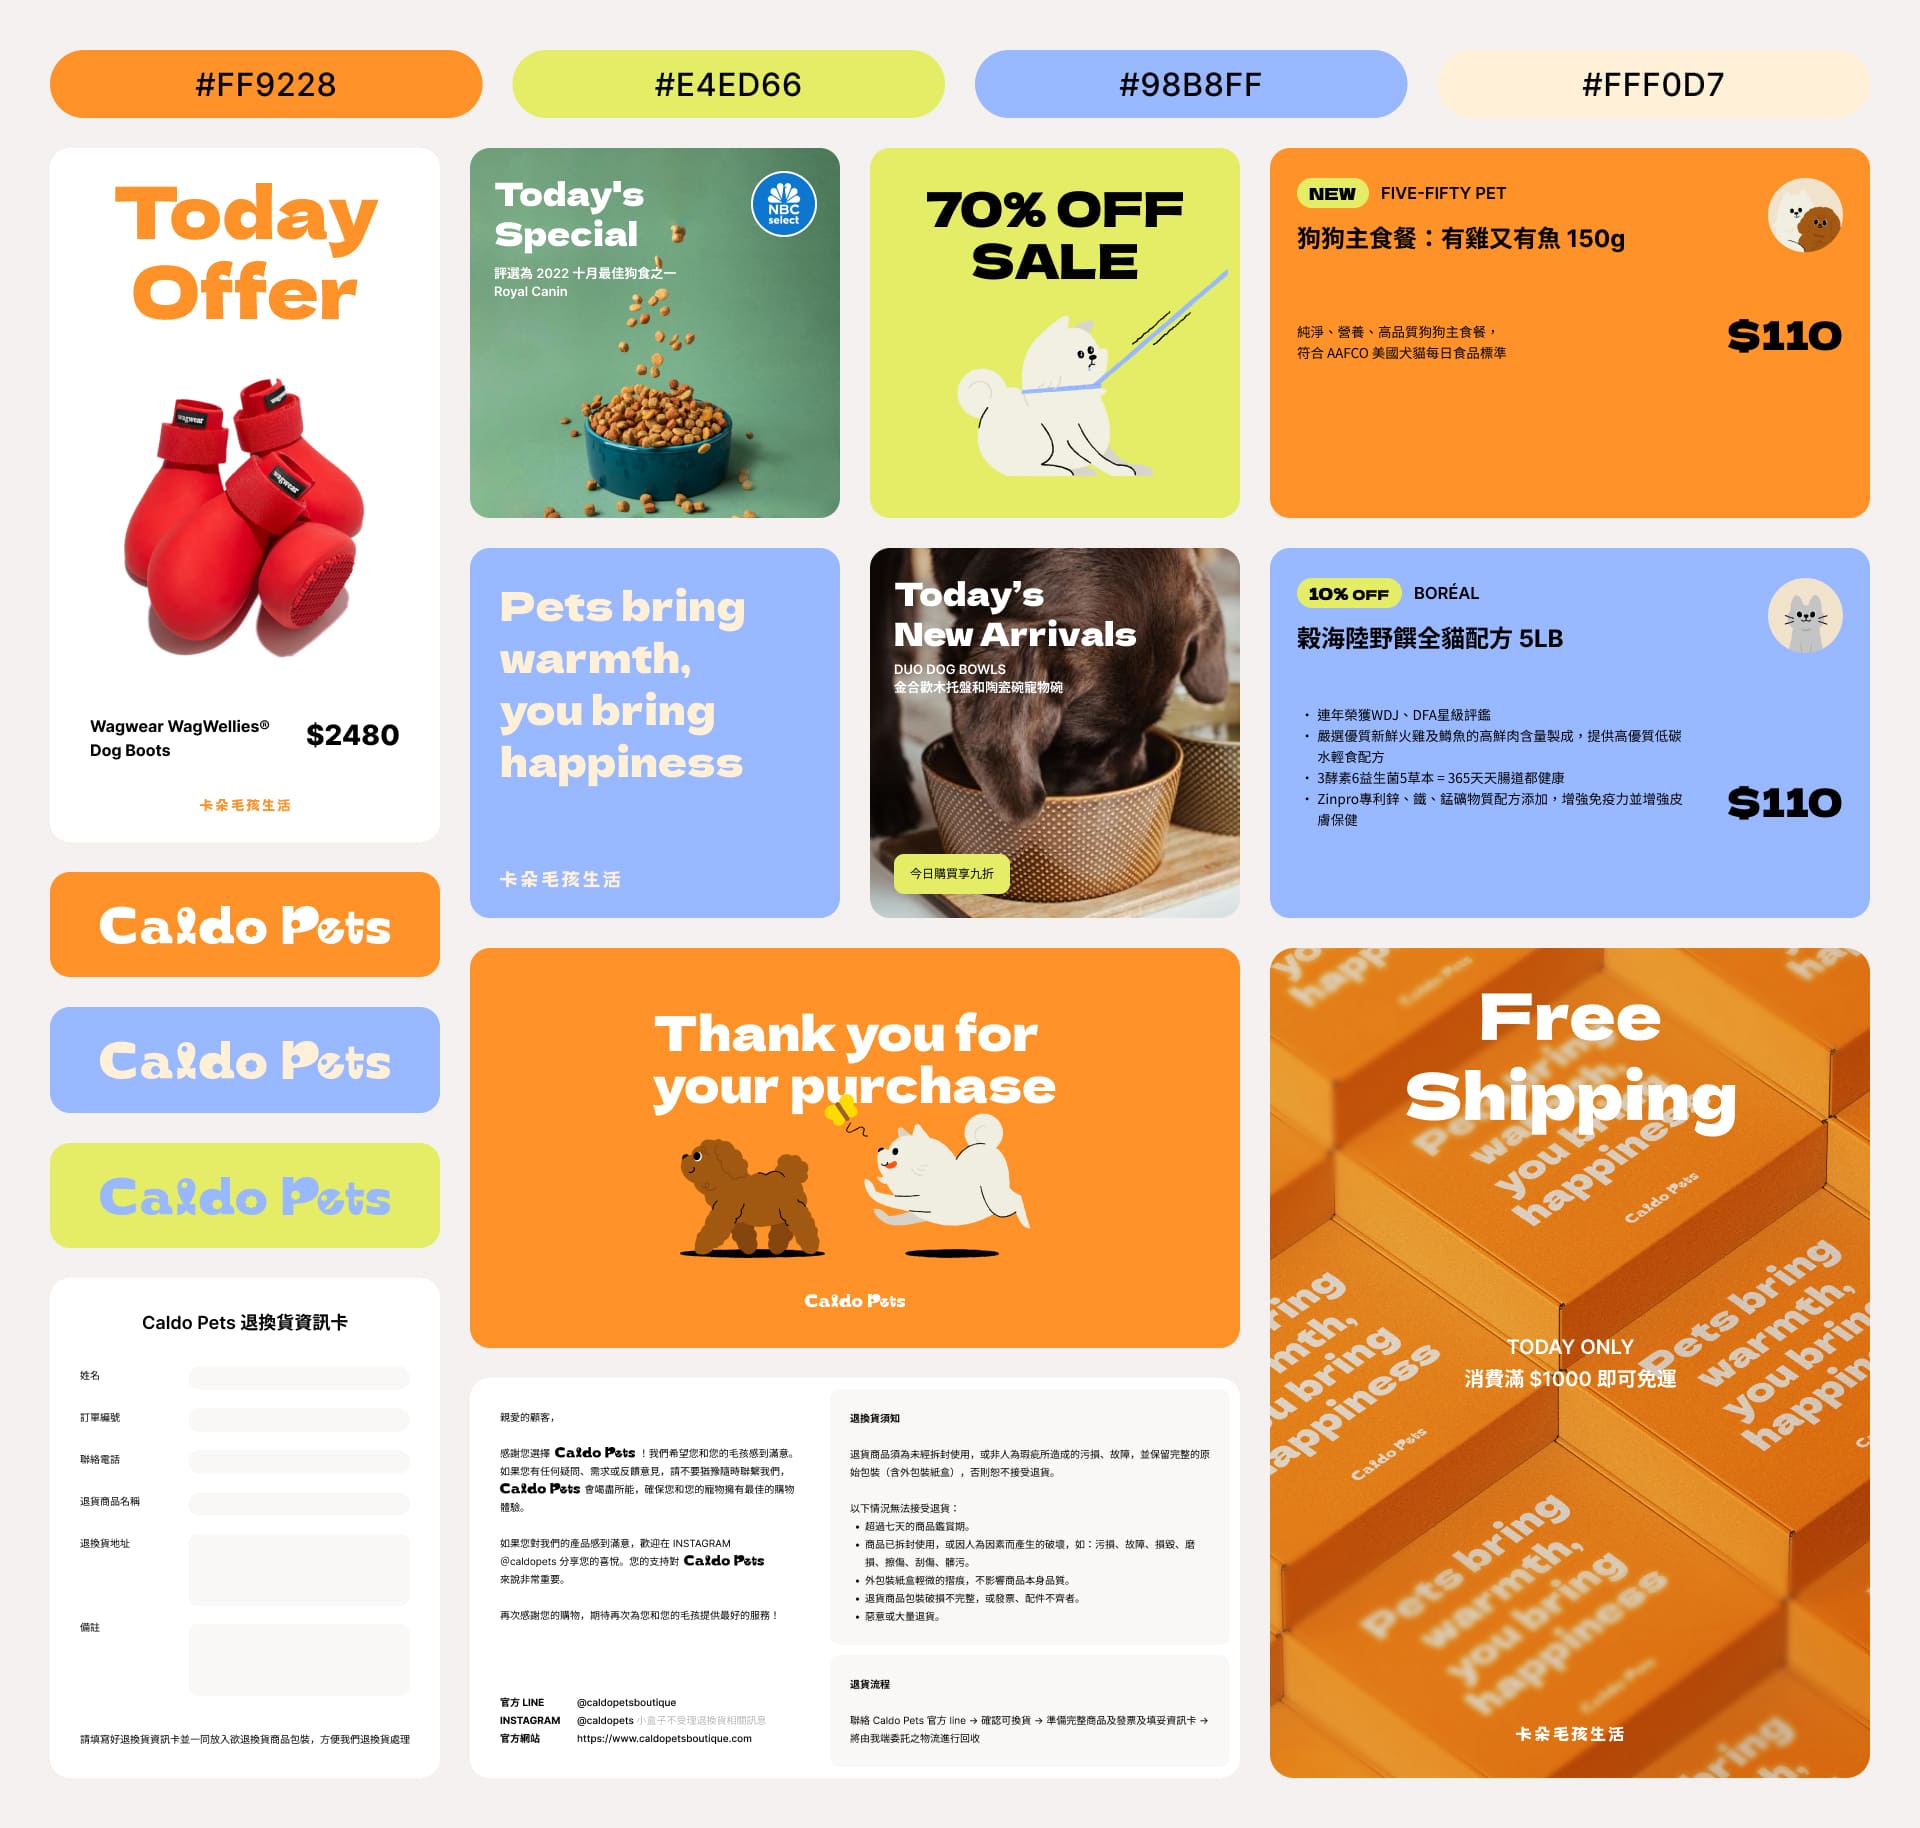 #FF9228
#E4ED66
#98B8FF
#FFF0D7
Today
Offer
wagwear
wagwear
wagwear
Wagwear WagWellies®
Dog Boots
$2480
卡朵毛孩生活
Today's
Special
評選為 2022 十月最佳狗食之一
Royal Canin
NBC
select
70% OFF
SALE
NEW
FIVE-FIFTY PET
狗狗主食餐：有雞又有魚 150g
純淨、營養、高品質狗狗主食餐，
符合 AAFCO 美國犬貓每日食品標準
$110
Pets bring
warmth,
you bring
happiness
卡朵毛孩生活
Today’s
New Arrivals
DUO DOG BOWLS
金合歡木托盤和陶瓷碗寵物碗
今日購買享九折
10% OFF
BORÉAL
穀海陸野饌全貓配方 5LB
• 連年榮獲WDJ、DFA星級評鑑
• 嚴選優質新鮮火雞及鱒魚的高鮮肉含量製成，提供高優質低碳
水輕食配方
• 3酵素6益生菌5草本 = 365天天腸道都健康
• Zinpro專利鋅、鐵、錳礦物質配方添加，增強免疫力並增強皮
膚保健
$110
Caldo Pets
Caldo Pets
Caldo Pets
Thank you for
your purchase
Caldo Pets
Free
Shipping
TODAY ONLY
消費滿 $1000 即可免運
卡朵毛孩生活
yo
happ
Caldo Pets
ha
Pets bring
warmth,
you bring
happiness
Caldo Pets
ring
mth,
u bring
appiness
Caldo Pets
Pets bring
warmth,
you bring
happin
Pets bring
warmth,
you bring
happiness
Caldo Pets
bring
h,
Caldo Pets 退換貨資訊卡
姓名
訂單編號
聯絡電話
退貨商品名稱
退換貨地址
備註
請填寫好退換貨資訊卡並一同放入欲退換貨商品包裝，方便我們退換貨處理
親愛的顧客，
感謝您選擇 Caldo Pets ！我們希望您和您的毛孩感到滿意。
如果您有任何疑問、需求或反饋意見，請不要猶豫隨時聯繫我們，
Caldo Pets 會竭盡所能，確保您和您的寵物擁有最佳的購物
體驗。
如果您對我們的產品感到滿意，歡迎在 INSTAGRAM
@caldopets 分享您的喜悅。您的支持對 Caldo Pets
來說非常重要。
再次感謝您的購物，期待再次為您和您的毛孩提供最好的服務！
官方 LINE @caldopetsboutique
INSTAGRAM @caldopets 小盒子不受理退換貨相關訊息
官方網站 https://www.caldopetsboutique.com
退換貨須知
退貨商品須為未經拆封使用，或非人為瑕疵所造成的污損、故障，並保留完整的原
始包裝（含外包裝紙盒），否則恕不接受退貨。
以下情況無法接受退貨：
• 超過七天的商品鑑賞期。
• 商品已拆封使用，或因人為因素而產生的破壞，如：污損、故障、損毀、磨
損、擦傷、刮傷、髒污。
• 外包裝紙盒輕微的摺痕，不影響商品本身品質。
• 退貨商品包裝破損不完整，或發票、配件不齊者。
• 惡意或大量退貨。
退貨流程
聯絡 Caldo Pets 官方 line → 確認可換貨 → 準備完整商品及發票及填妥資訊卡 →
將由我端委託之物流進行回收